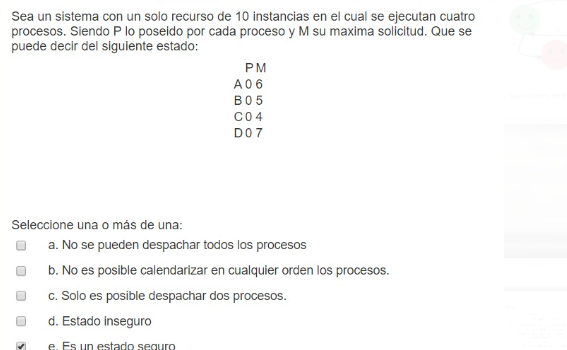 Sea un sistema con un solo recurso de 10 instancias en el cual se ejecutan cuatro
procesos. Siendo P lo poseido por cada proceso y M su maxima solicitud. Que se
puede decir del siguiente estado:
P M
A 0 6
B 0 5
C 0 4
D 0 7
Seleccione una o más de una:
a. No se pueden despachar todos los procesos
b. No es posible calendarizar en cualquier orden los procesos.
c. Solo es posible despachar dos procesos.
d. Estado inseguro
e. Es un estado seguro